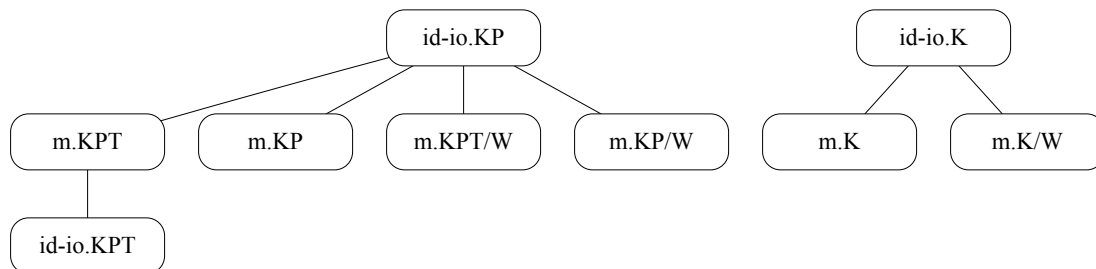 id-io.KP
id-io.K
m.KPT
m.KP
m.KPT/W
m.KP/W
m.K
m.K/W
id-io.KPT